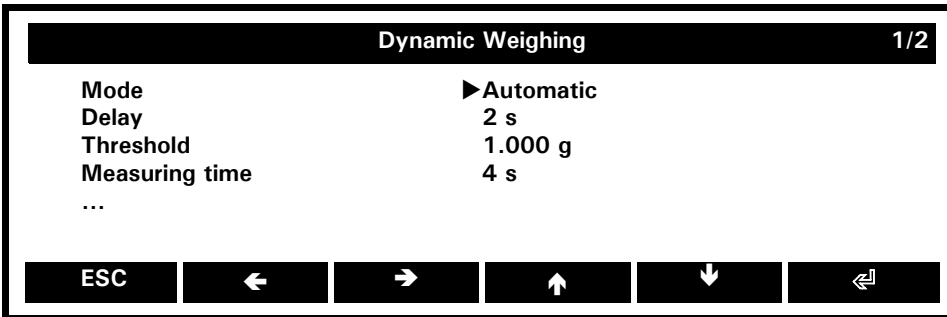 Dynamic Weighing 1/2
Mode ▶Automatic
Delay 2 s
Threshold 1.000 g
Measuring time 4 s
...
ESC ← → ↑ ↓ ↵